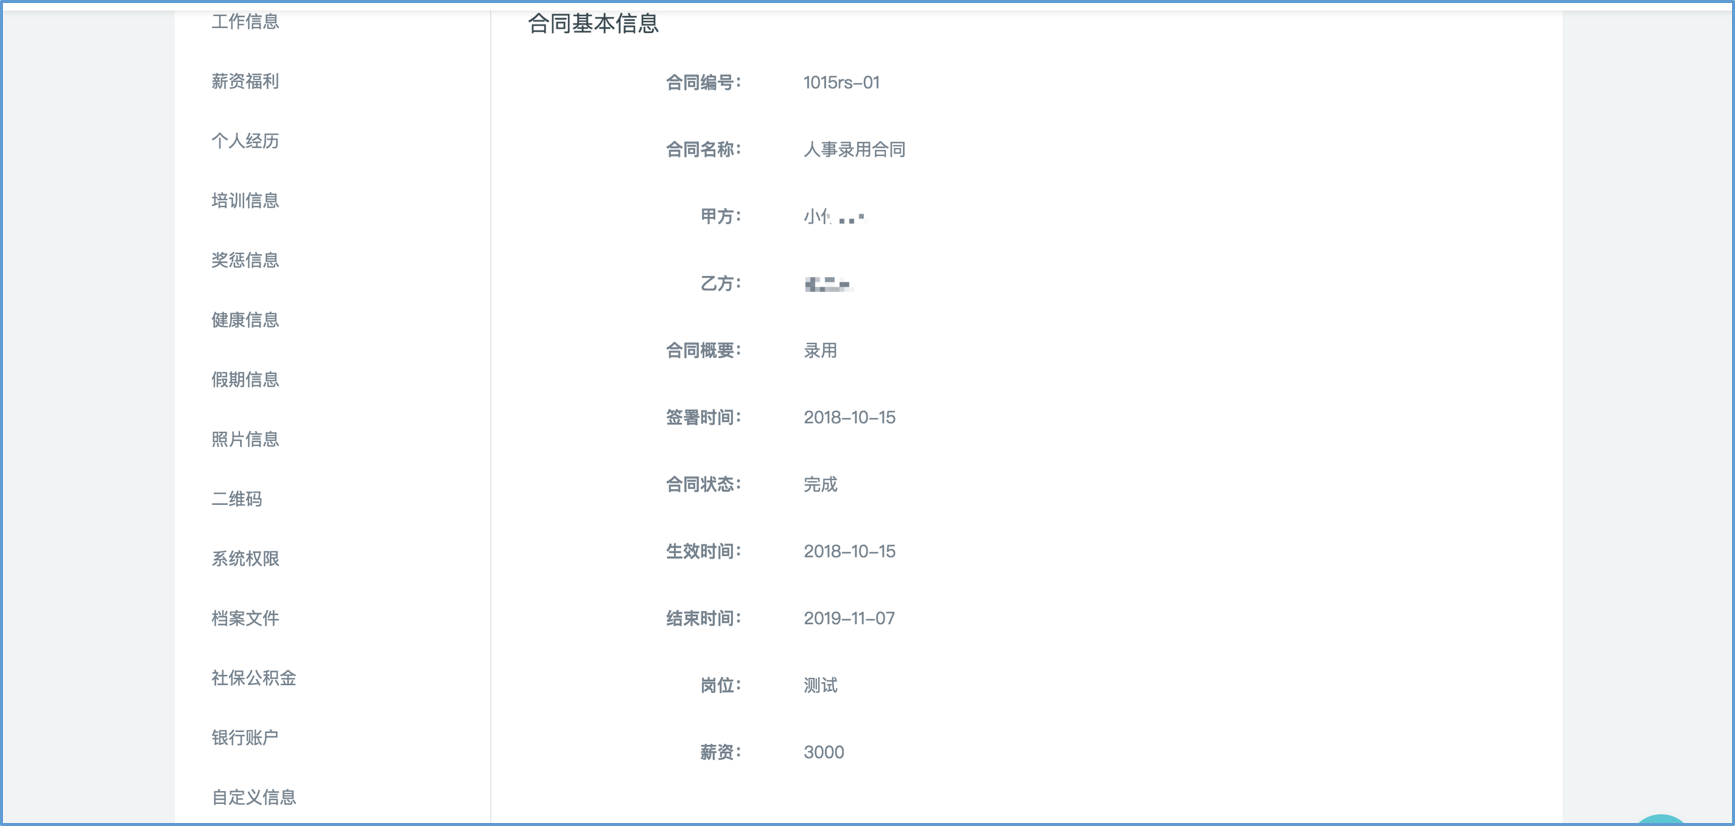 工作信息
薪资福利
个人经历
培训信息
奖惩信息
健康信息
假期信息
照片信息
二维码
系统权限
档案文件
社保公积金
银行账户
自定义信息
合同基本信息
合同编号： 1015rs-01
合同名称： 人事录用合同
甲方： 小
乙方：
合同概要： 录用
签署时间： 2018-10-15
合同状态： 完成
生效时间： 2018-10-15
结束时间： 2019-11-07
岗位： 测试
薪资： 3000